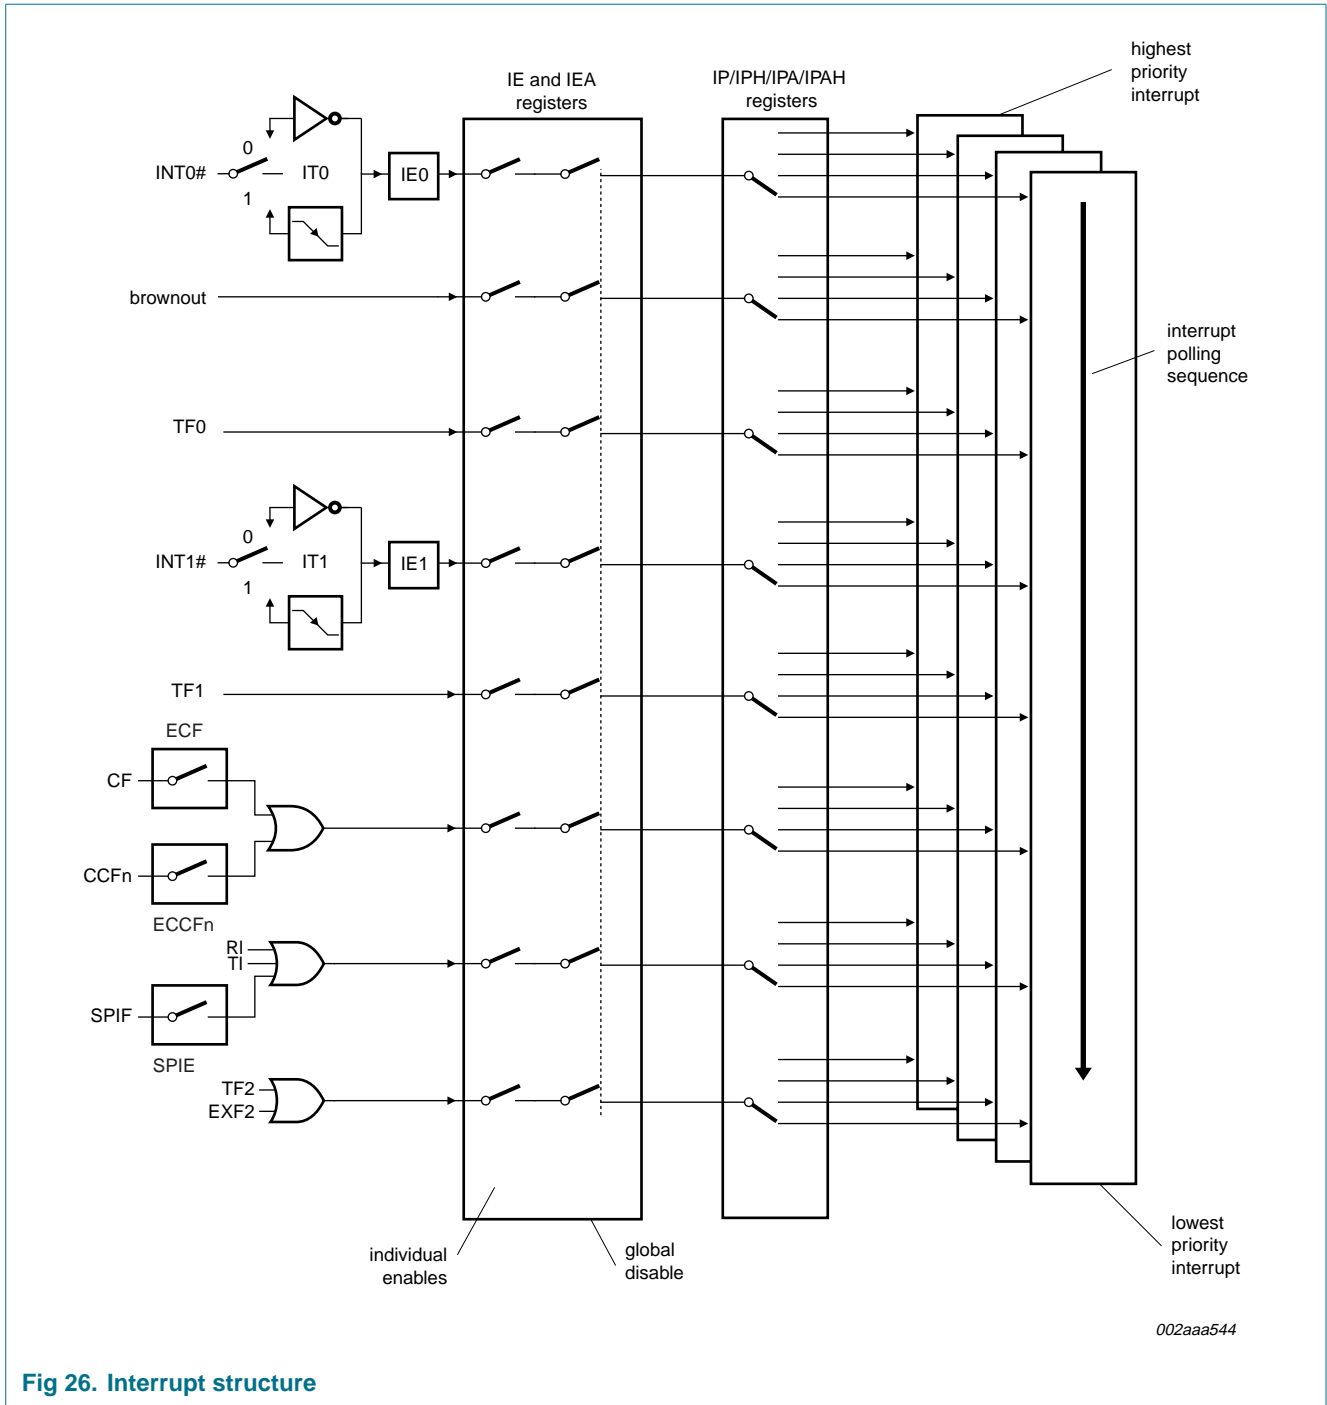 highest
priority
interrupt
IE and IEA
registers
IP/IPH/IPA/IPAH
registers
0
INT0#
IT0
IE0
1
brownout
interrupt
polling
sequence
TF0
0
INT1#
IT1
IE1
1
TF1
ECF
CF
CCFn
ECCFn
RI
TI
SPIF
SPIE
TF2
EXF2
individual
enables
global
disable
lowest
priority
interrupt
002aaa544
Fig 26. Interrupt structure